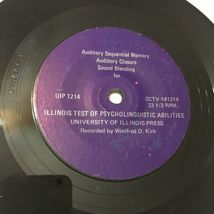 Auditory Sequential Memory
Auditory Closure
Sound Blending
for
UIP 1214
ZCTV-141214
33 1/3 RPM
ILLINOIS TEST OF PSYCHOLINGUISTIC ABILITIES
UNIVERSITY OF ILLINOIS PRESS
Recorded by Winifred D. Kirk